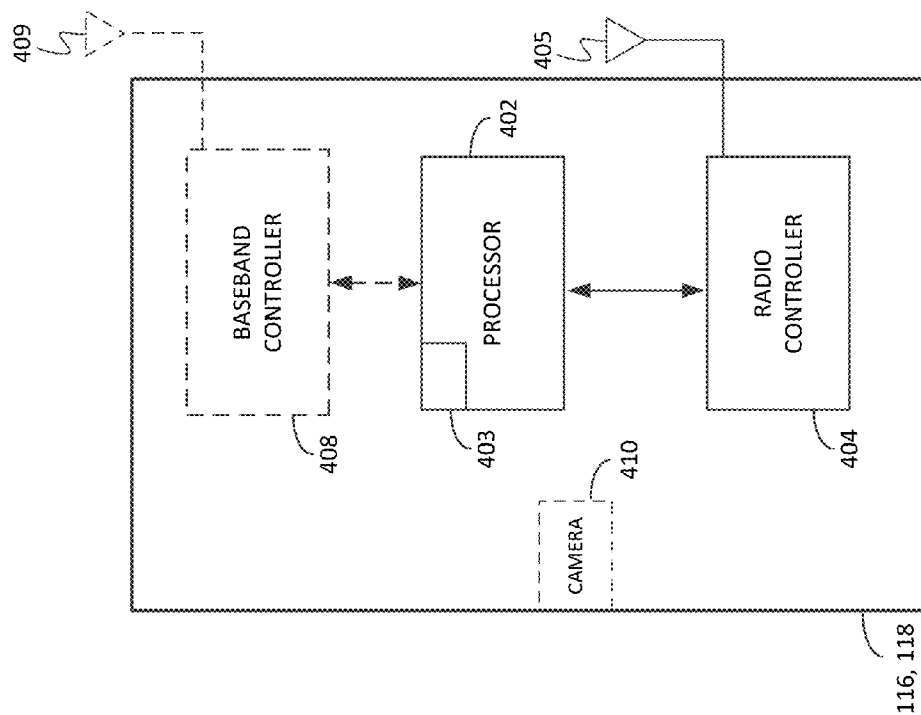 409
405
BASEBAND
CONTROLLER
408
402
PROCESSOR
403
RADIO
CONTROLLER
404
CAMERA
410
116, 118